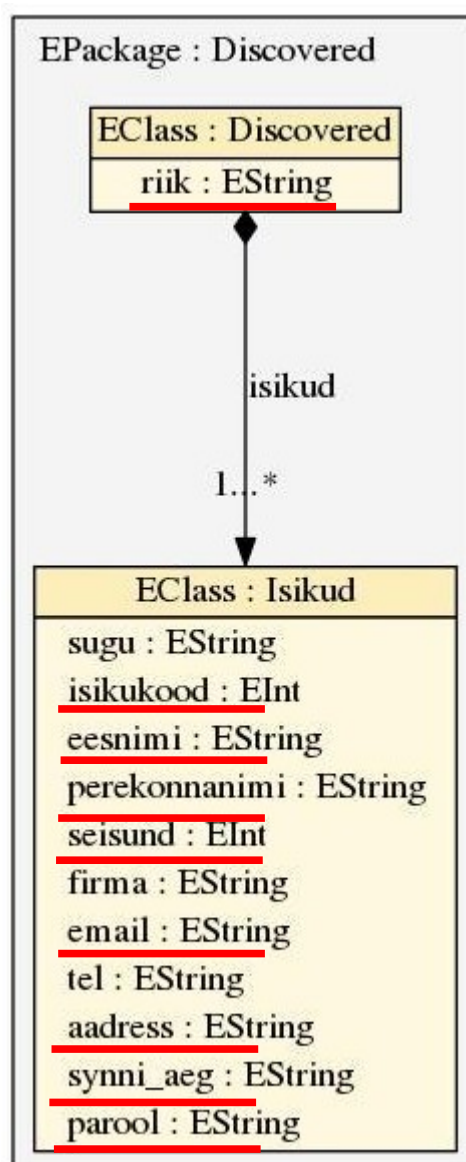 EPackage : Discovered
EClass : Discovered
riik : EString
isikud
1...*
EClass : Isikud
sugu : EString
isikukood : EInt
eesnimi : EString
perekonnanimi : EString
seisund : EInt
firma : EString
email : EString
tel : EString
aadress : EString
synni_aeg : EString
parool : EString